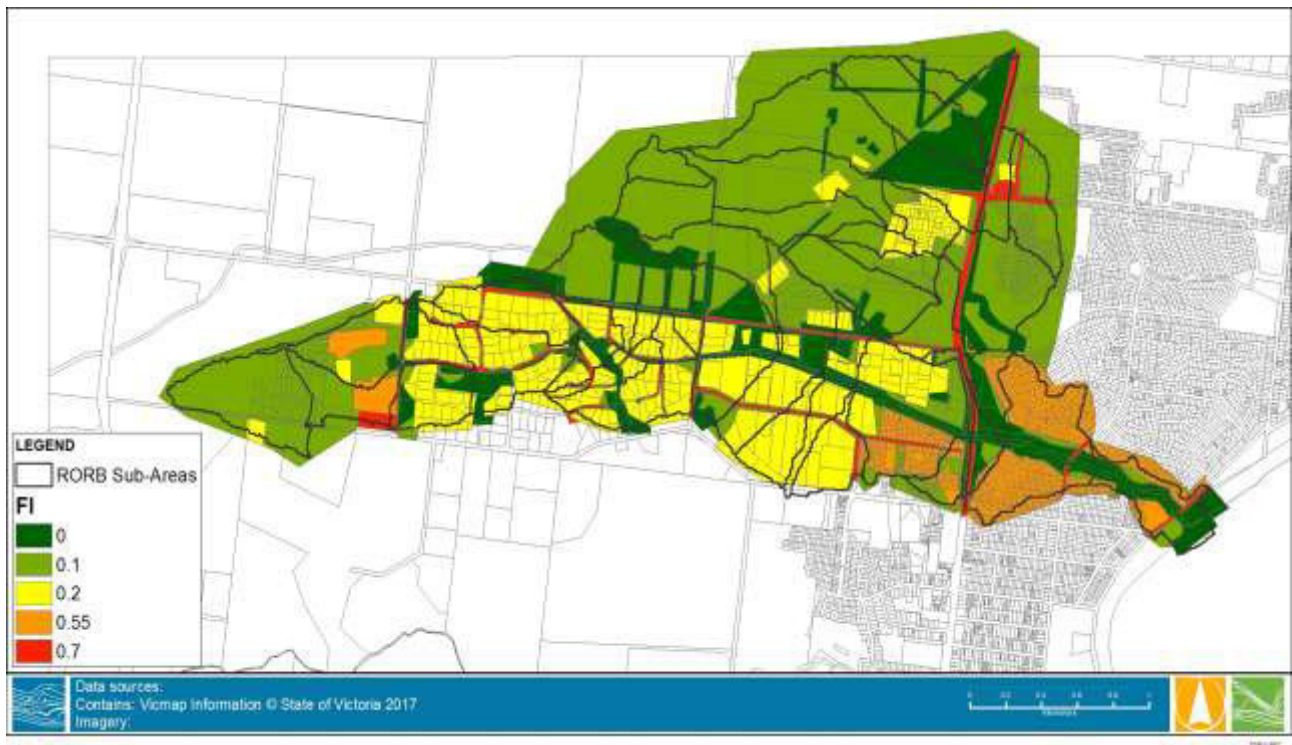 LEGEND
RORB Sub-Areas
FI
0
0.1
0.2
0.55
0.7
Data sources:
Contains: Vicmap Information © State of Victoria 2017
Imagery: